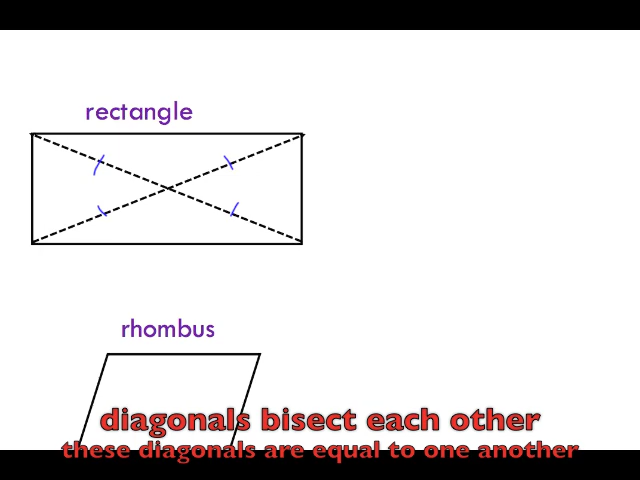 rectangle
rhombus
diagonals bisect each other
these diagonals are equal to one another